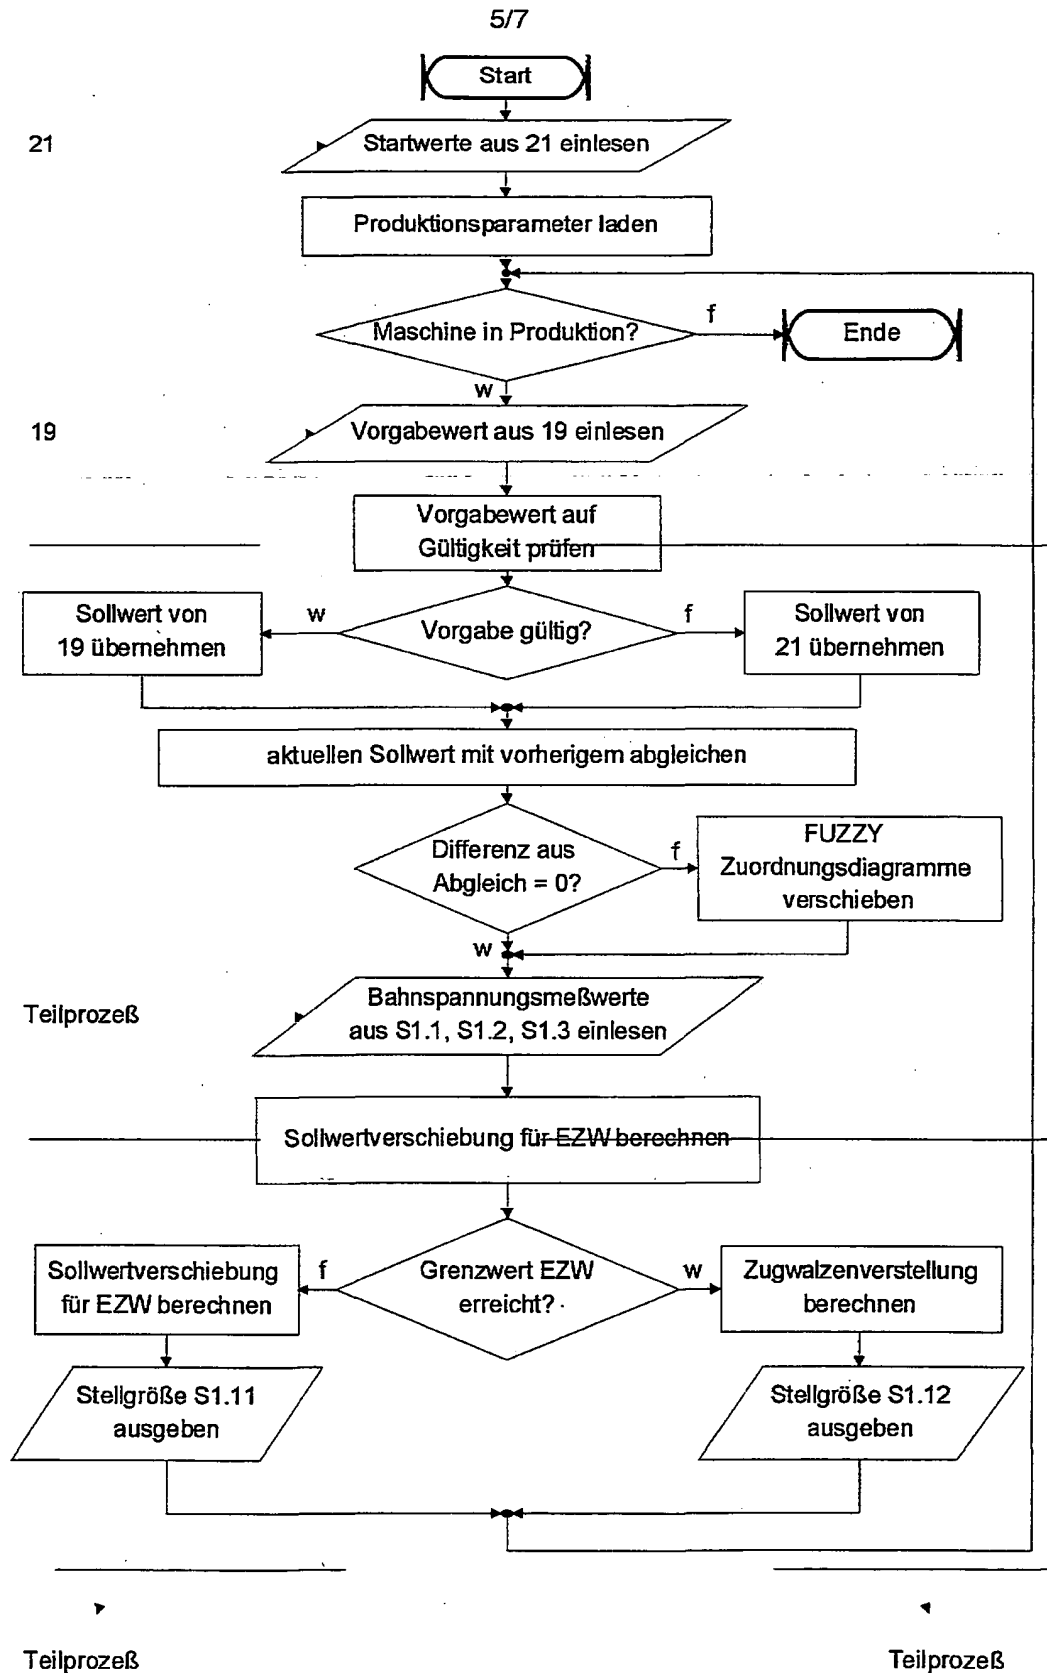 5/7
Start
21
Startwerte aus 21 einlesen
Produktionsparameter laden
Maschine in Produktion?
f
Ende
w
19
Vorgabewert aus 19 einlesen
Vorgabewert auf
Gültigkeit prüfen
Sollwert von
19 übernehmen
w
Vorgabe gültig?
f
Sollwert von
21 übernehmen
aktuellen Sollwert mit vorherigem abgleichen
Differenz aus
Abgleich = 0?
f
FUZZY
Zuordnungsdiagramme
verschieben
w
Teilprozeß
Bahnspannungsmeßwerte
aus S1.1, S1.2, S1.3 einlesen
Sollwertverschiebung für EZW berechnen
Sollwertverschiebung
für EZW berechnen
f
Grenzwert EZW
erreicht?
w
Zugwalzenverstellung
berechnen
Stellgröße S1.11
ausgeben
Stellgröße S1.12
ausgeben
Teilprozeß
Teilprozeß